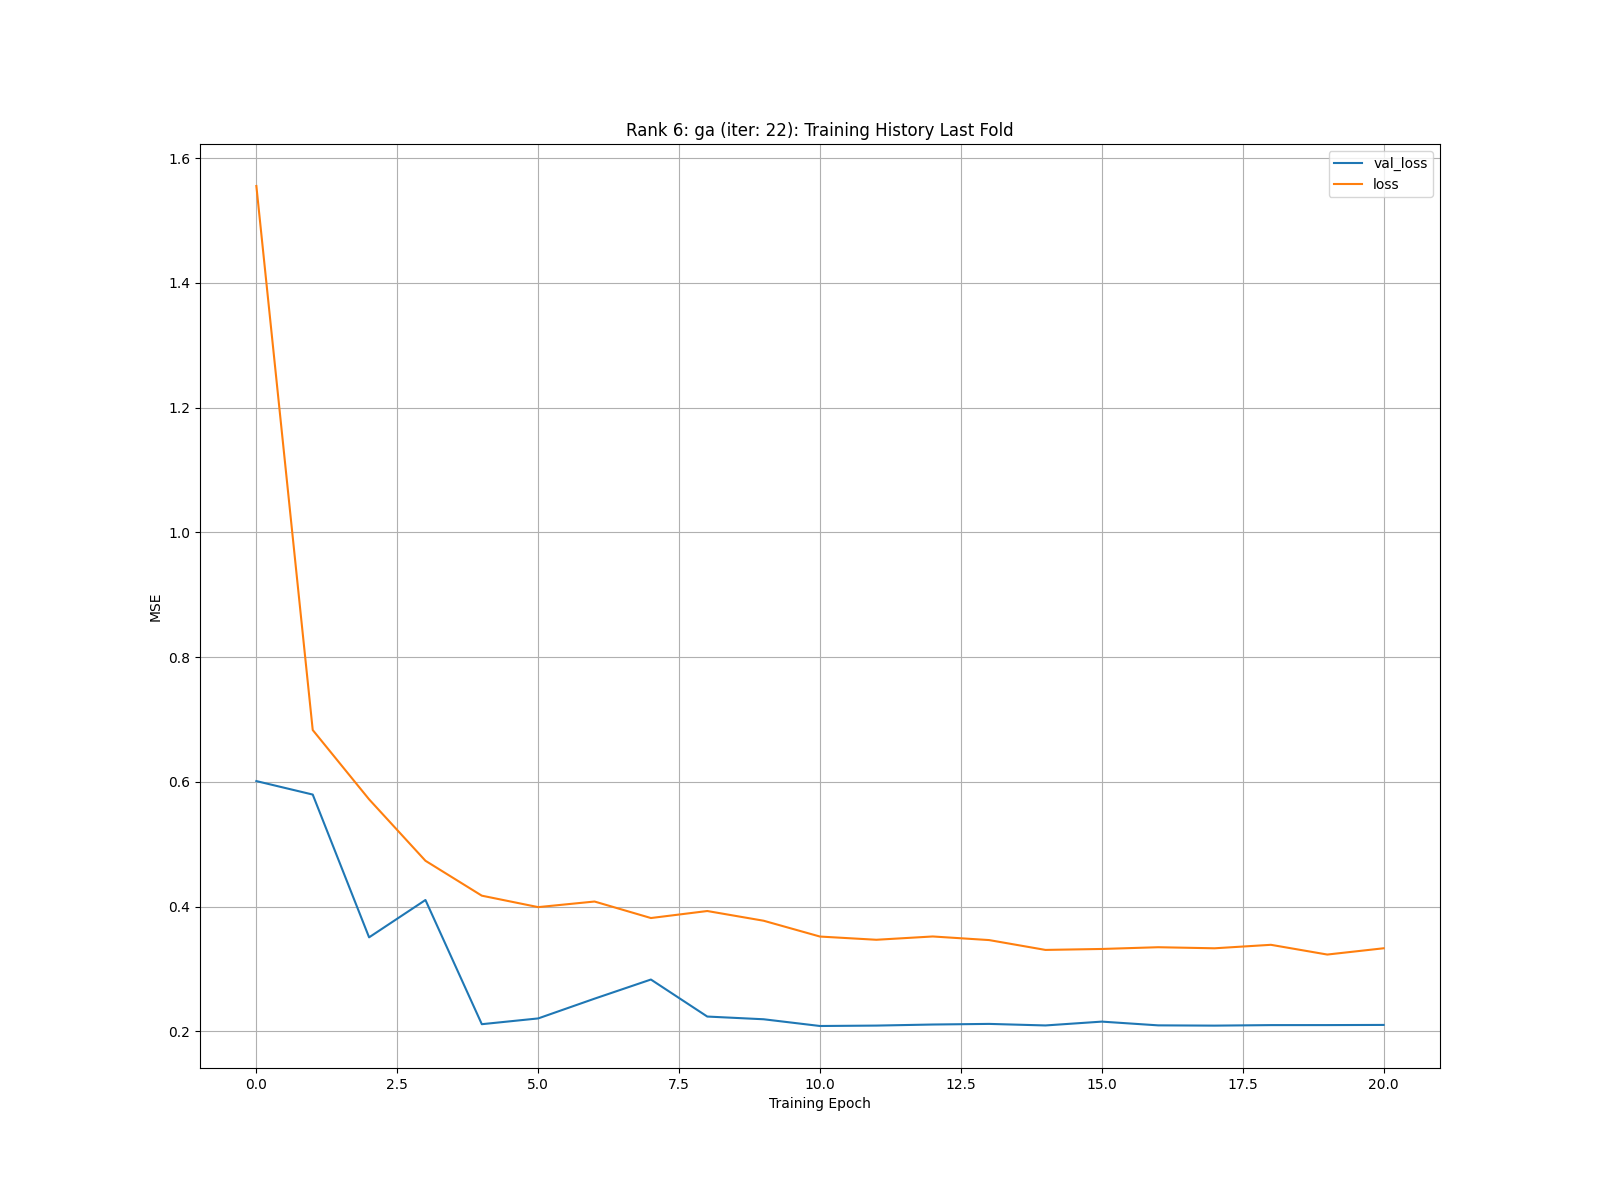 Rank 6: ga (iter: 22): Training History Last Fold
val_loss
loss
1.6
1.4
1.2
1.0
0.8
0.6
0.4
0.2
MSE
0.0 2.5 5.0 7.5 10.0 12.5 15.0 17.5 20.0
Training Epoch